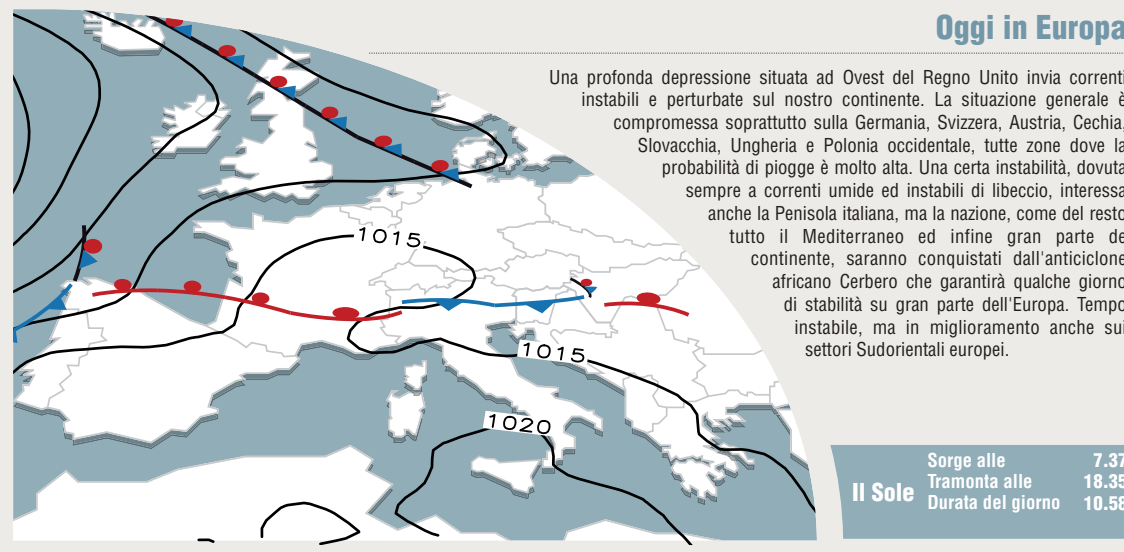 Oggi in Europa
Una profonda depressione situata ad Ovest del Regno Unito invia correnti
instabili e perturbate sul nostro continente. La situazione generale è
compromessa soprattutto sulla Germania, Svizzera, Austria, Cechia,
Slovacchia, Ungheria e Polonia occidentale, tutte zone dove la
probabilità di piogge è molto alta. Una certa instabilità, dovuta
sempre a correnti umide ed instabili di libeccio, interessa
anche la Penisola italiana, ma la nazione, come del resto
tutto il Mediterraneo ed infine gran parte de
continente, saranno conquistati dall'anticiclone
africano Cerbero che garantirà qualche giorno
di stabilità su gran parte dell'Europa. Tempo
instabile, ma in miglioramento anche sui
settori Sudorientali europei.
1015
1015
1020
Il Sole
Sorge alle 7.37
Tramonta alle 18.35
Durata del giorno 10.58